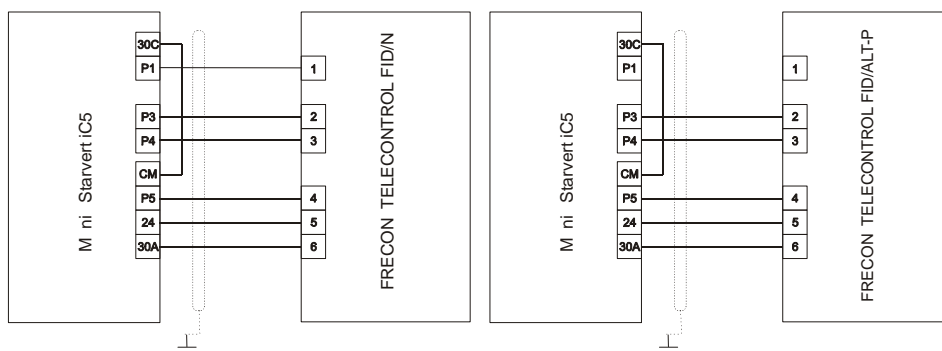 M ni Starvert iC5
30C
P1
P3
P4
CM
P5
24
30A
1
2
3
4
5
6
FRECON TELECONTROL FID/N
M ni Starvert iC5
30C
P1
P3
P4
CM
P5
24
30A
1
2
3
4
5
6
FRECON TELECONTROL FID/ALT-P